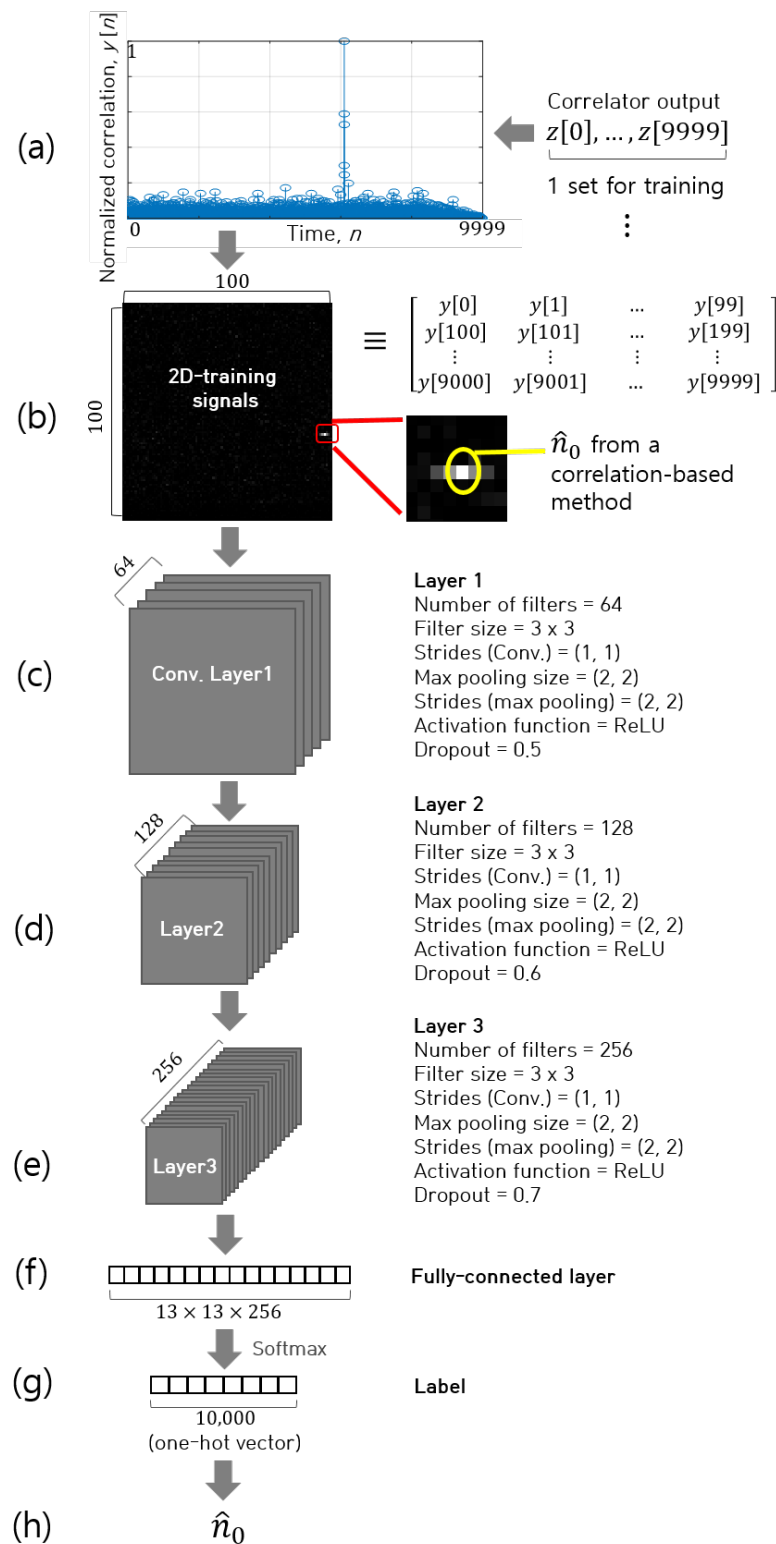 (a)
Normalized correlation, y[n]
1
0
Time, n
9999
Correlator output
z[0], ..., z[9999]
1 set for training
⋮
(b)
100
100
2D-training
signals
≡
y[0] y[1] ... y[99]
y[100] y[101] ... y[199]
⋮ ⋮ ⋮ ⋮
y[9000] y[9001] ... y[9999]
n̂₀ from a
correlation-based
method
(c)
64
Conv. Layer1
Layer 1
Number of filters = 64
Filter size = 3 x 3
Strides (Conv.) = (1, 1)
Max pooling size = (2, 2)
Strides (max pooling) = (2, 2)
Activation function = ReLU
Dropout = 0.5
(d)
128
Layer2
Layer 2
Number of filters = 128
Filter size = 3 x 3
Strides (Conv.) = (1, 1)
Max pooling size = (2, 2)
Strides (max pooling) = (2, 2)
Activation function = ReLU
Dropout = 0.6
(e)
256
Layer3
Layer 3
Number of filters = 256
Filter size = 3 x 3
Strides (Conv.) = (1, 1)
Max pooling size = (2, 2)
Strides (max pooling) = (2, 2)
Activation function = ReLU
Dropout = 0.7
(f)
13 × 13 × 256
Fully-connected layer
Softmax
(g)
10,000
(one-hot vector)
Label
(h)
n̂₀